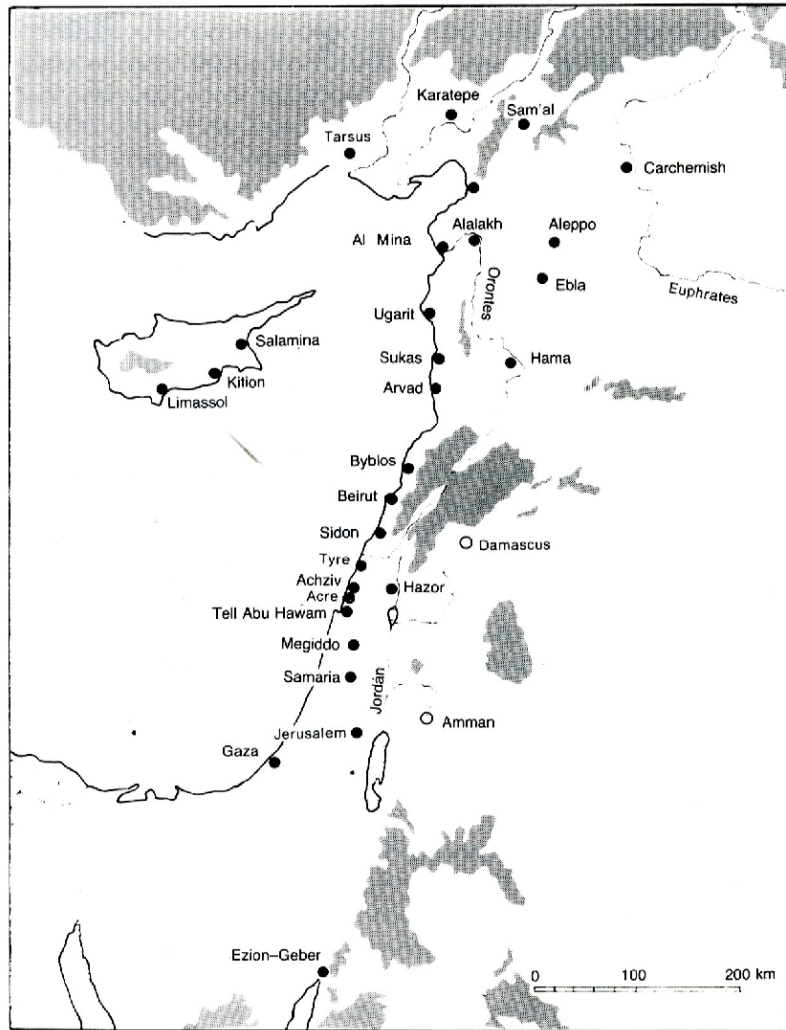 Karatepe
Sam'al
Tarsus
Carchemish
Al Mina
Alalakh
Aleppo
Orontes
Ebla
Euphrates
Ugarit
Salamina
Sukas
Hama
Kition
Arvad
Limassol
Byblos
Beirut
Sidon
Damascus
Tyre
Achziv
Hazor
Acre
Tell Abu Hawam
Megiddo
Samaria
Jordán
Amman
Jerusalem
Gaza
Ezion–Geber
0 100 200 km